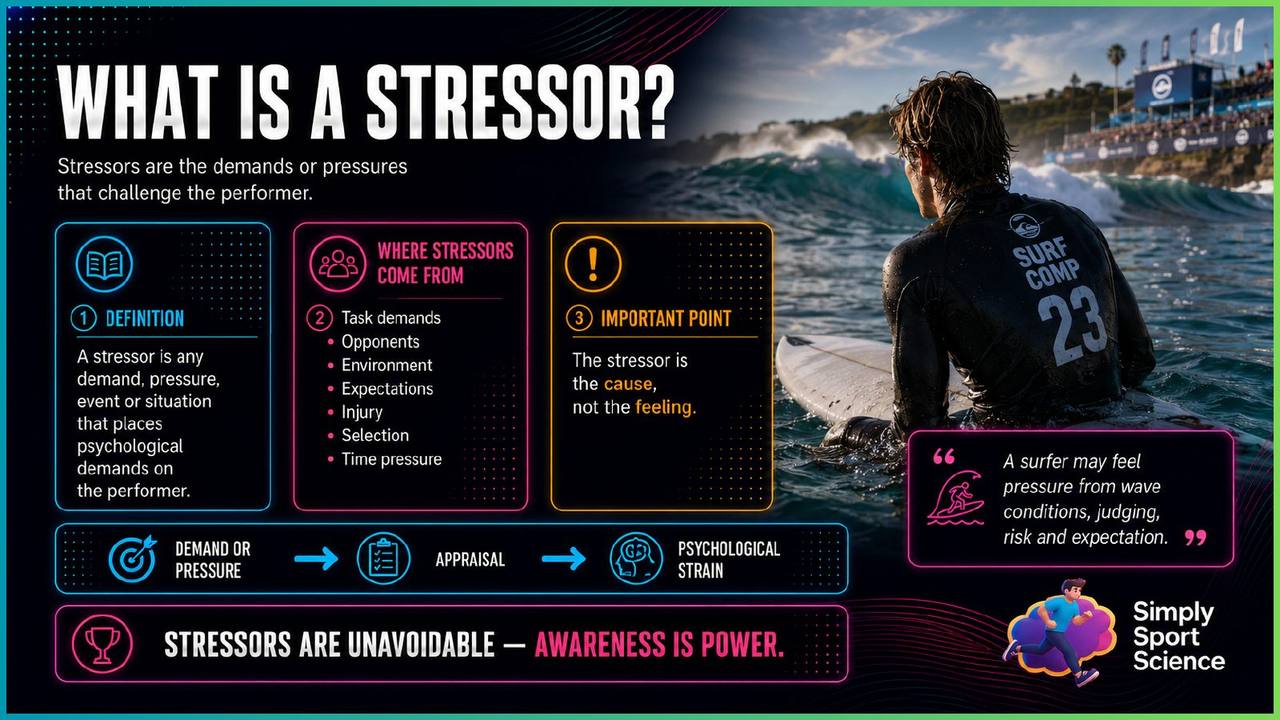 WHAT IS A STRESSOR?
Stressors are the demands or pressures
that challenge the performer.
1 DEFINITION
A stressor is any
demand, pressure,
event or situation
that places
psychological
demands on
the performer.
WHERE STRESSORS
COME FROM
2 Task demands
• Opponents
• Environment
• Expectations
• Injury
• Selection
• Time pressure
!
3 IMPORTANT POINT
The stressor is
the cause,
not the feeling.
SURF
COMP
23
“ A surfer may feel
pressure from wave
conditions, judging,
risk and expectation. ”
DEMAND OR
PRESSURE
APPRAISAL
PSYCHOLOGICAL
STRAIN
STRESSORS ARE UNAVOIDABLE — AWARENESS IS POWER.
Simply
Sport
Science